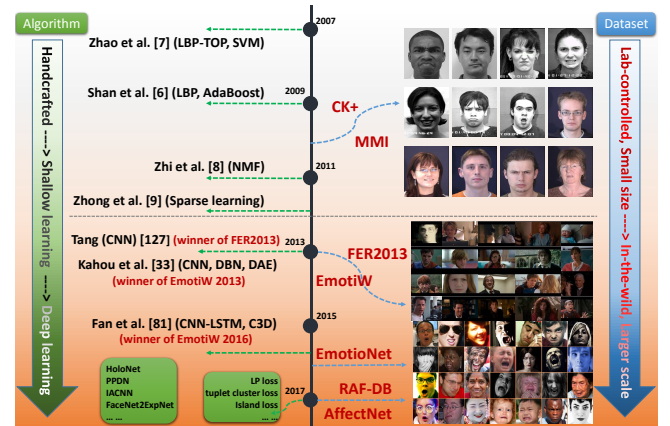 Algorithm
2007
Dataset
Zhao et al. [7] (LBP-TOP, SVM)
Shan et al. [6] (LBP, AdaBoost)
2009
CK+
MMI
Zhi et al. [8] (NMF)
2011
Zhong et al. [9] (Sparse learning)
Tang (CNN) [127] (winner of FER2013)
2013
FER2013
Kahou et al. [33] (CNN, DBN, DAE)
(winner of EmotiW 2013)
EmotiW
Fan et al. [81] (CNN-LSTM, C3D)
2015
(winner of EmotiW 2016)
EmotioNet
HoloNet
PPDN
IACNN
FaceNet2ExpNet
... ...
LP loss
tuplet cluster loss
Island loss
... ...
2017
RAF-DB
AffectNet
Handcrafted ----> Shallow learning ----> Deep learning
Lab-controlled, Small size ----> In-the-wild, Larger scale